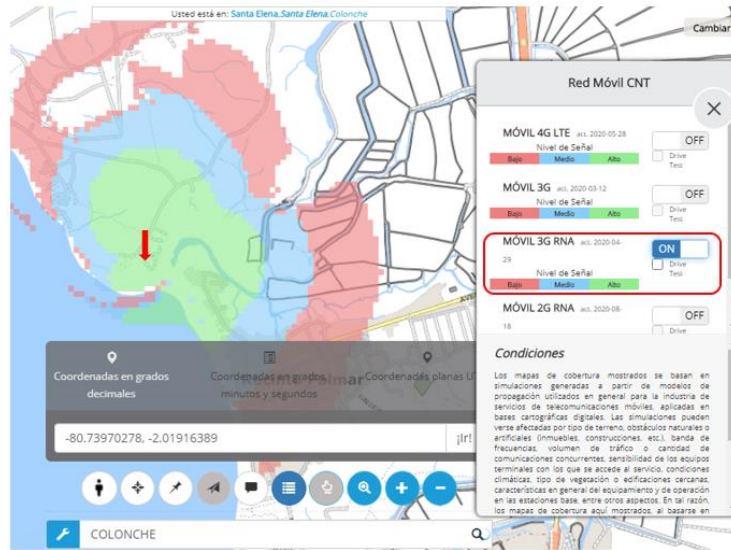 Usted está en: Santa Elena,Santa Elena,Colonche
Cambiar
Red Móvil CNT
MÓVIL 4G LTE act. 2020-05-28
OFF
Nivel de Señal
Drive Test
Bajo Medio Alto
MÓVIL 3G act. 2020-03-12
OFF
Nivel de Señal
Drive Test
Bajo Medio Alto
MÓVIL 3G RNA act. 2020-04-29
ON
Nivel de Señal
Drive Test
Bajo Medio Alto
MÓVIL 2G RNA act. 2020-08-18
OFF
Drive
Condiciones
Los mapas de cobertura mostrados se basan en
simulaciones generadas a partir de modelos de
propagación utilizados en general para la industria de
servicios de telecomunicaciones móviles, aplicadas en
bases cartográficas digitales. Las simulaciones pueden
verse afectadas por tipo de terreno, obstáculos naturales o
artificiales (inmuebles, construcciones, etc.), banda de
frecuencias, volumen de tráfico o cantidad de
comunicaciones concurrentes, sensibilidad de los equipos
terminales con los que se accede al servicio, condiciones
climáticas, tipo de vegetación o edificaciones cercanas,
características en general del equipamiento y de operación
en las estaciones base, entre otros aspectos. En tal razón,
los mapas de cobertura aquí mostrados, al basarse en
Coordenadas en grados decimales
Coordenadas en grados, minutos y segundos
Coordenadas planas U
Palmar
-80.73970278, -2.01916389
¡Ir!
COLONCHE